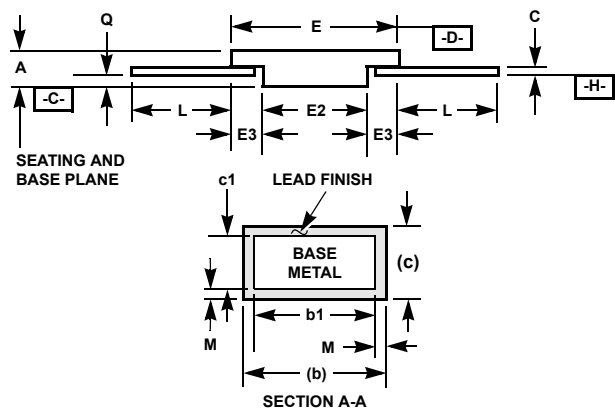 Q
E
C
-D-
A
-H-
-C-
L
E2
L
E3
E3
SEATING AND
BASE PLANE
c1
LEAD FINISH
BASE
METAL
(c)
b1
M
M
(b)
SECTION A-A